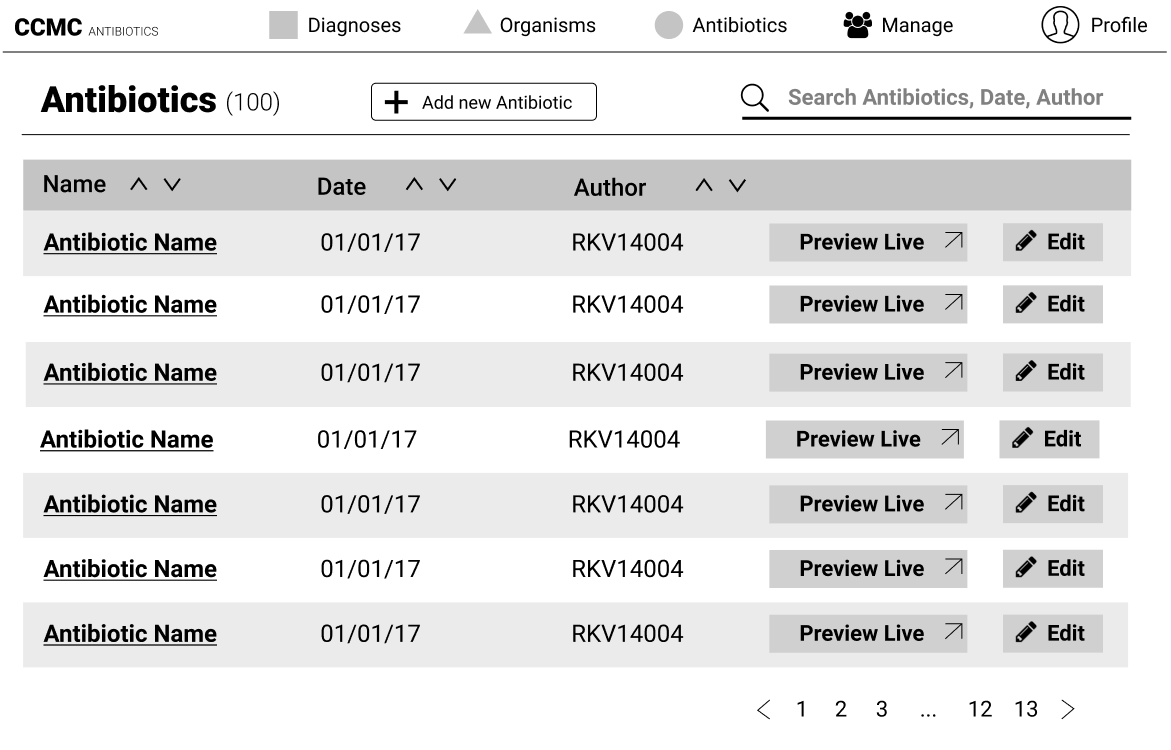 CCMC ANTIBIOTICS Diagnoses Organisms Antibiotics Manage Profile
Antibiotics (100) Add new Antibiotic Search Antibiotics, Date, Author
Name Date Author
Antibiotic Name 01/01/17 RKV14004 Preview Live Edit
Antibiotic Name 01/01/17 RKV14004 Preview Live Edit
Antibiotic Name 01/01/17 RKV14004 Preview Live Edit
Antibiotic Name 01/01/17 RKV14004 Preview Live Edit
Antibiotic Name 01/01/17 RKV14004 Preview Live Edit
Antibiotic Name 01/01/17 RKV14004 Preview Live Edit
Antibiotic Name 01/01/17 RKV14004 Preview Live Edit
1 2 3 ... 12 13